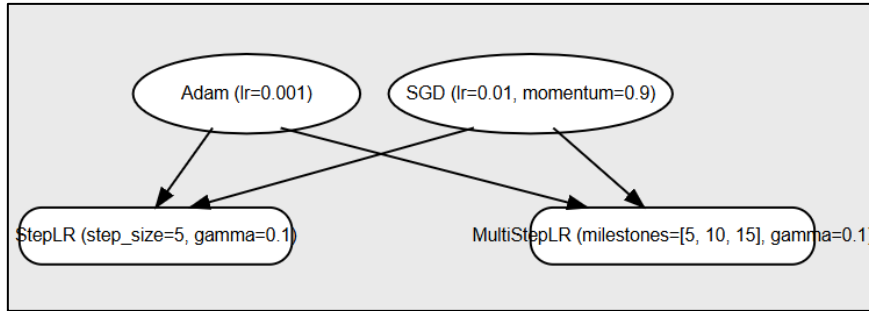 Adam (lr=0.001)
SGD (lr=0.01, momentum=0.9)
StepLR (step_size=5, gamma=0.1)
MultiStepLR (milestones=[5, 10, 15], gamma=0.1)